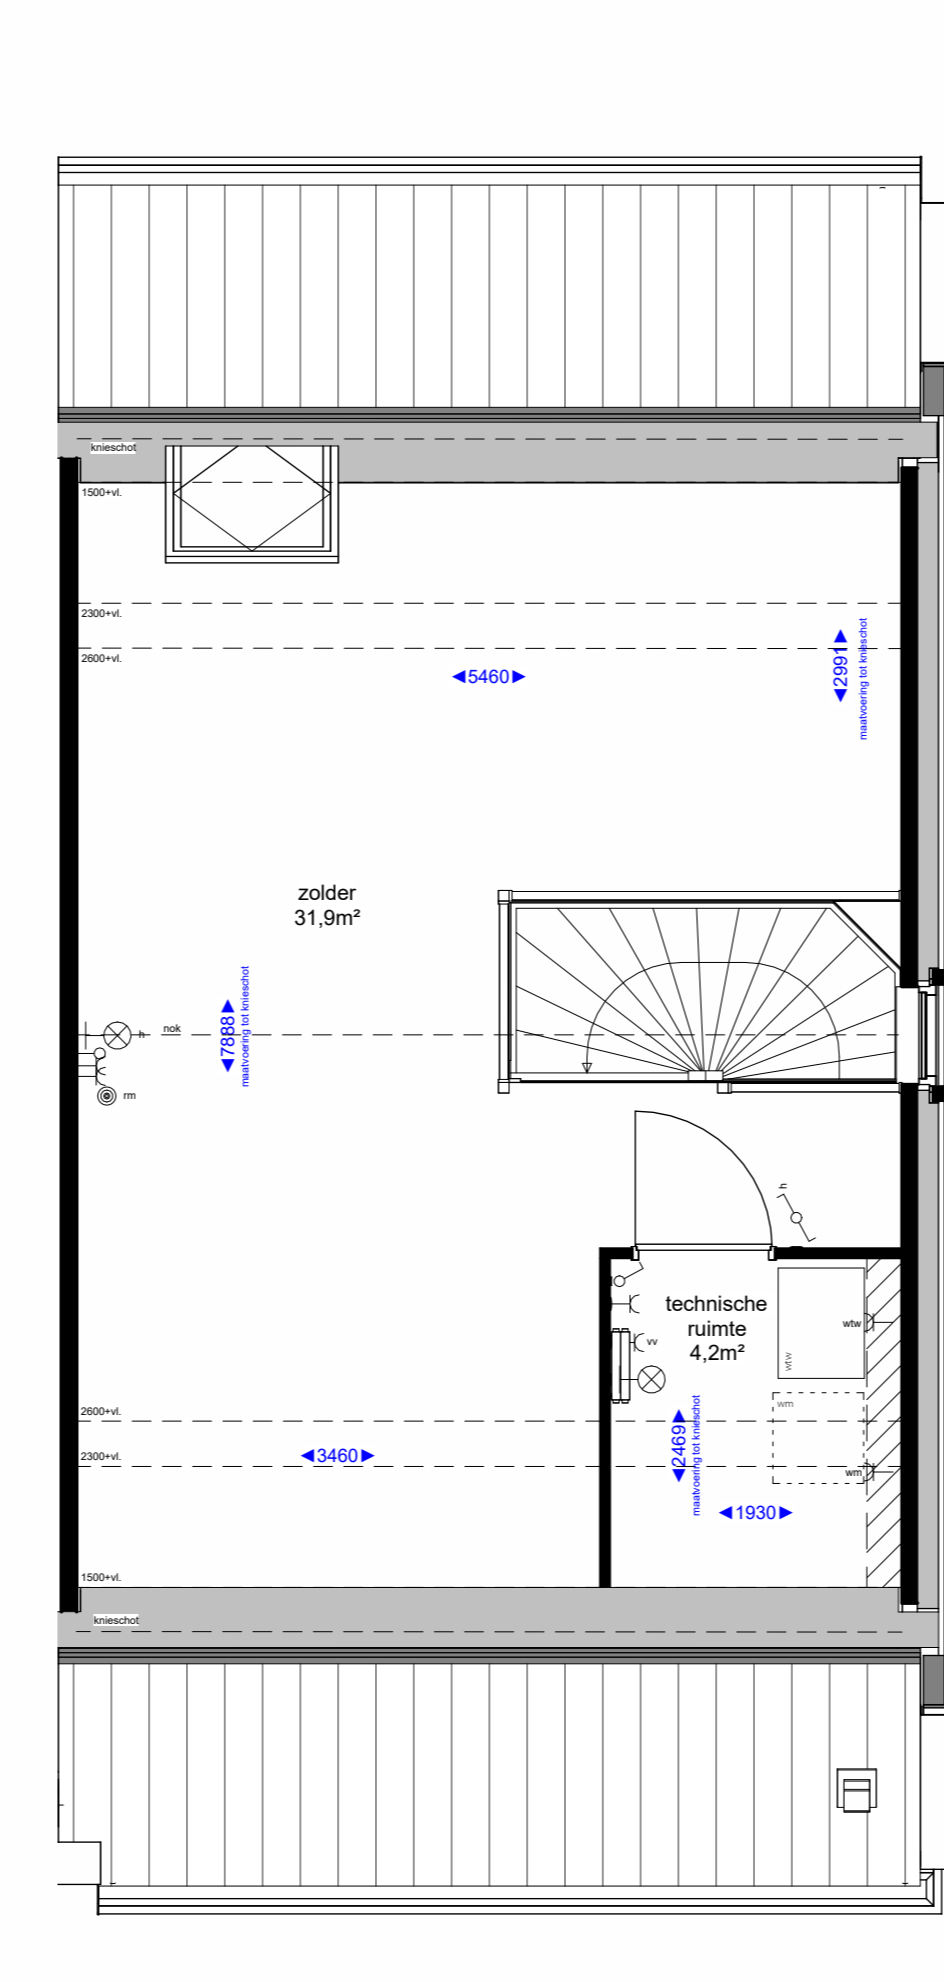 knieschot
1500+vl.
2300+vl.
2600+vl.
5460
2991
maatvoering tot knieschot
zolder
31,9m²
nok
h
7888
maatvoering tot knieschot
rm
h
technische
ruimte
4,2m²
wtw
wtw
vv
wm
wm
2600+vl.
2300+vl.
3460
2469
maatvoering tot knieschot
1930
1500+vl.
knieschot